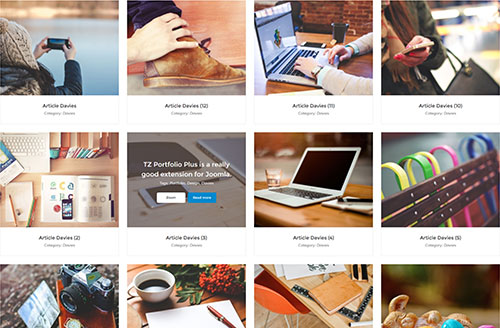 Article Davies
Category: Davies
Article Davies (12)
Category: Davies
Article Davies (11)
Category: Davies
Article Davies (10)
Category: Davies
TZ Portfolio Plus is a really
good extension for Joomla.
Tags: Portfolio, Design, Davies
Zoom
Read more
Article Davies (2)
Category: Davies
Article Davies (3)
Category: Davies
Article Davies (4)
Category: Davies
Article Davies (5)
Category: Davies